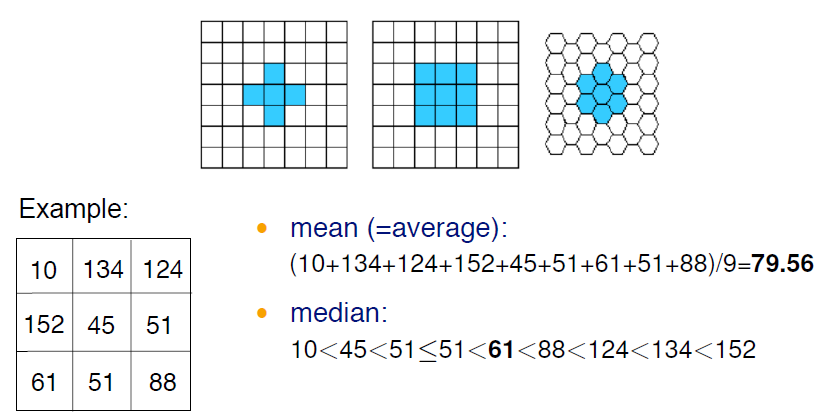 Example:
10 134 124
152 45 51
61 51 88
• mean (=average):
(10+134+124+152+45+51+61+51+88)/9=79.56
• median:
10<45<51≤51<61<88<124<134<152